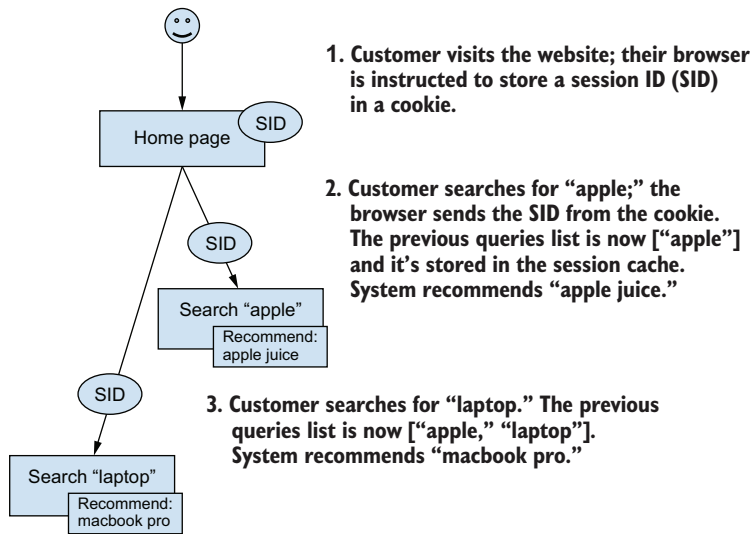 1. Customer visits the website; their browser
is instructed to store a session ID (SID)
in a cookie.
SID
Home page
2. Customer searches for “apple;” the
browser sends the SID from the cookie.
The previous queries list is now [“apple”]
and it’s stored in the session cache.
System recommends “apple juice.”
SID
Search “apple”
Recommend:
apple juice
SID
3. Customer searches for “laptop.” The previous
queries list is now [“apple,” “laptop”].
System recommends “macbook pro.”
Search “laptop”
Recommend:
macbook pro